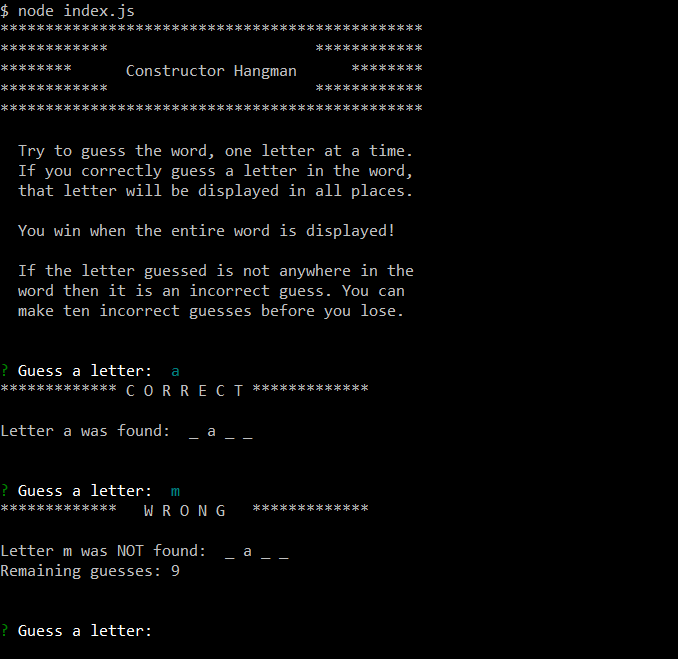 $ node index.js
***********************************************
************                       ************
********      Constructor Hangman      ********
************                       ************
***********************************************
Try to guess the word, one letter at a time.
If you correctly guess a letter in the word,
that letter will be displayed in all places.
You win when the entire word is displayed!
If the letter guessed is not anywhere in the
word then it is an incorrect guess. You can
make ten incorrect guesses before you lose.
? Guess a letter:  a
************* C O R R E C T *************
Letter a was found:  _ a _ _
? Guess a letter:  m
*************   W R O N G   *************
Letter m was NOT found:  _ a _ _
Remaining guesses: 9
? Guess a letter: